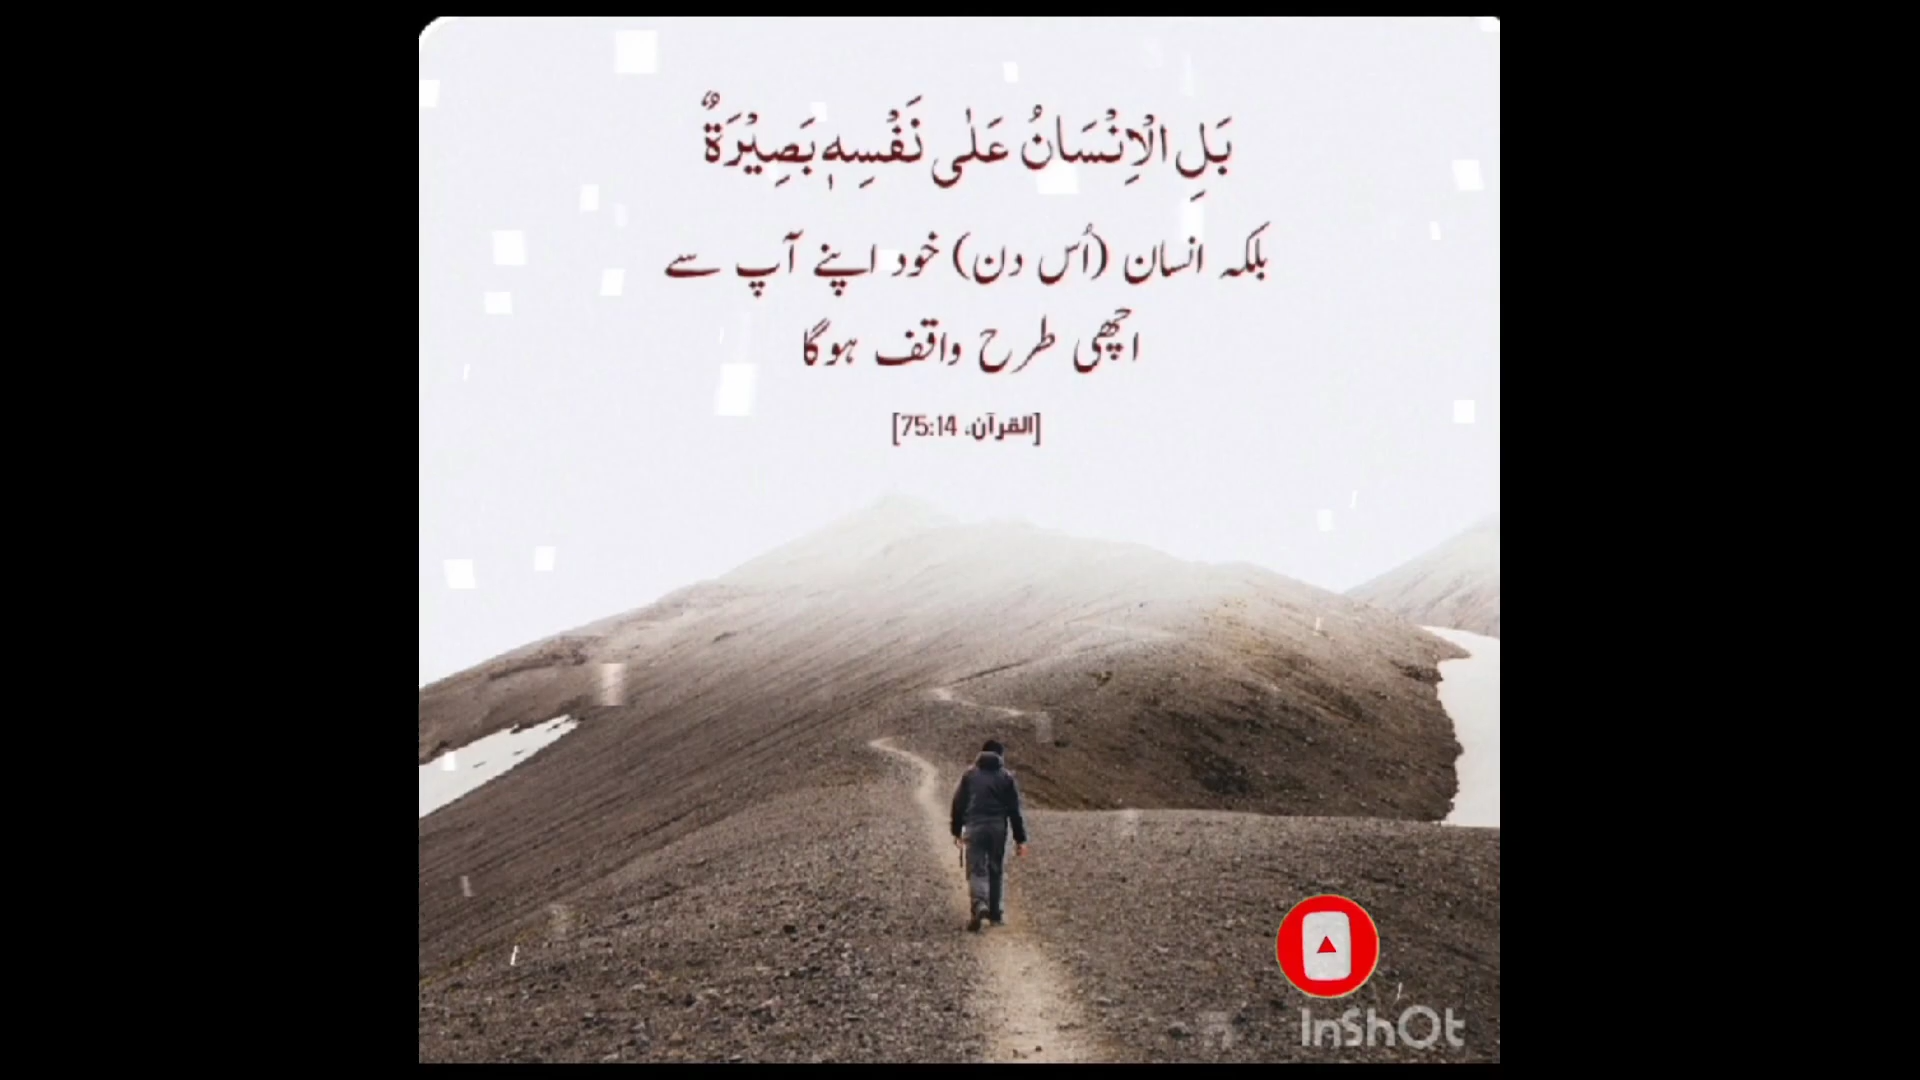 بَلِ الْاِنْسَانُ عَلٰى نَفْسِهٖ بَصِيْرَةٌ
بلکہ انسان (اُس دن) خود اپنے آپ سے
اچھی طرح واقف ہوگا
[القرآن، 75:14]
InShOt